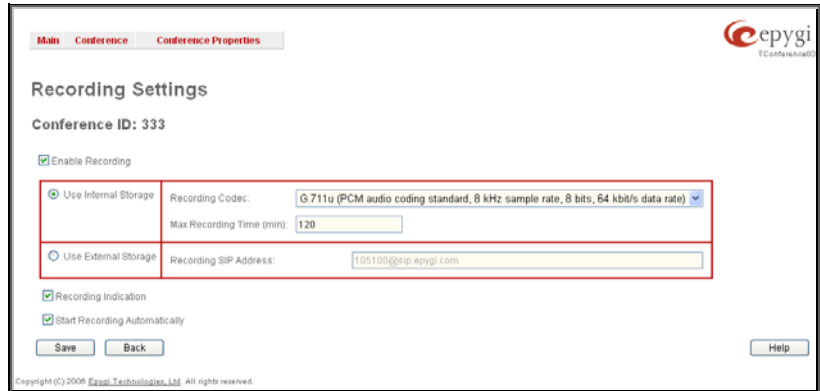 Main Conference Conference Properties
epygi
TConference83
Recording Settings
Conference ID: 333
Enable Recording
Use Internal Storage Recording Codec: G.711u (PCM audio coding standard, 8 kHz sample rate, 8 bits, 64 kbit/s data rate)
Max Recording Time (min): 120
Use External Storage Recording SIP Address: 105100@sip.epygi.com
Recording Indication
Start Recording Automatically
Save Back Help
Copyright (C) 2006 Epygi Technologies, Ltd. All rights reserved.